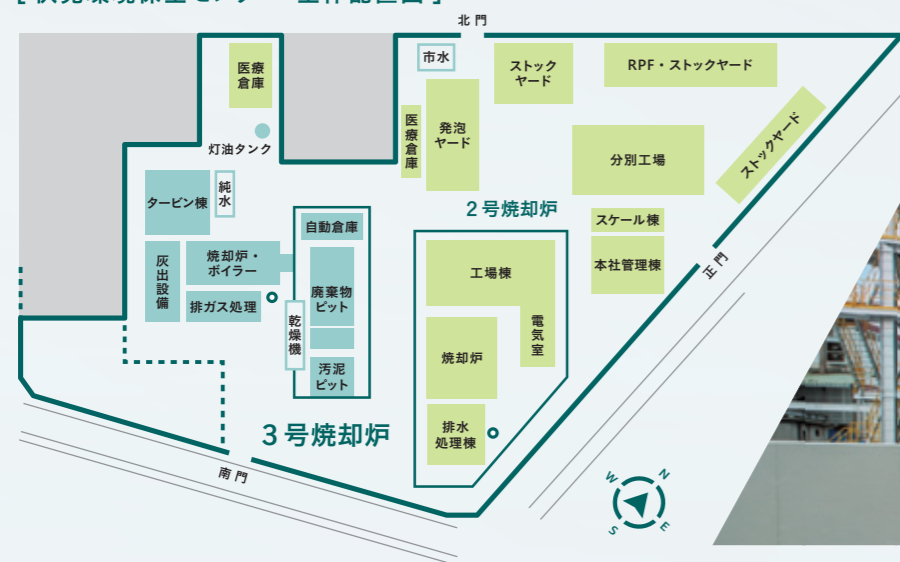 北門
市水
医療
倉庫
ストック
ヤード
RPF・ストックヤード
医療倉庫
発泡
ヤード
ストックヤード
灯油タンク
分別工場
タービン棟
純水
2号焼却炉
スケール棟
自動倉庫
本社管理棟
正門
灰出設備
焼却炉・
ボイラー
工場棟
廃棄物
ピット
排ガス処理
乾燥機
電気室
焼却炉
汚泥
ピット
3号焼却炉
排水
処理棟
南門
W
N
S
E